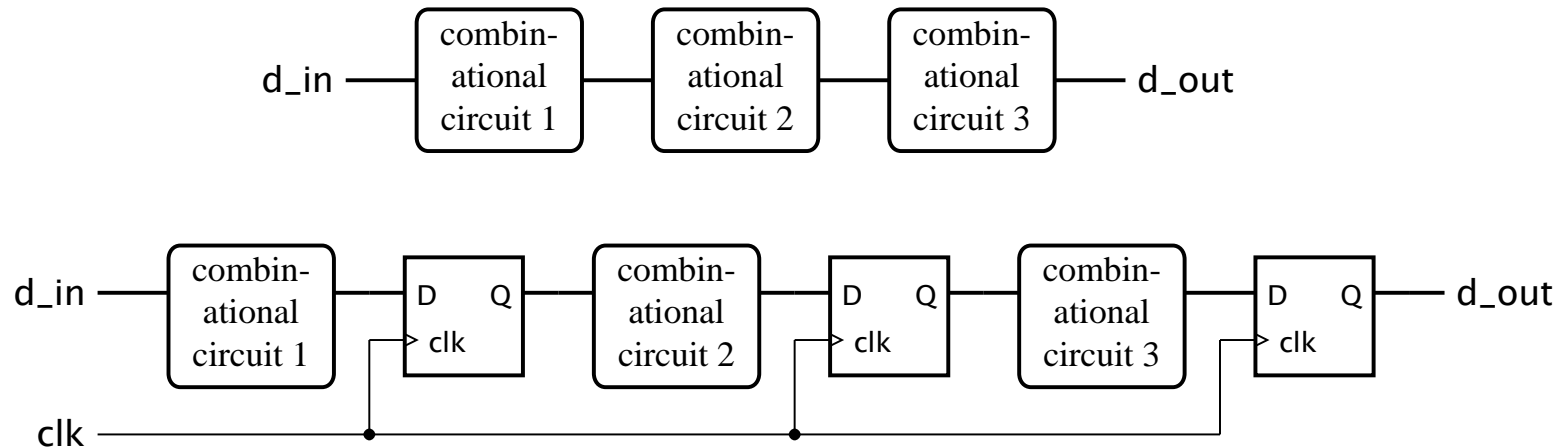 d_in
combin-
ational
circuit 1
combin-
ational
circuit 2
combin-
ational
circuit 3
d_out
d_in
combin-
ational
circuit 1
D Q
clk
combin-
ational
circuit 2
D Q
clk
combin-
ational
circuit 3
D Q
clk
d_out
clk